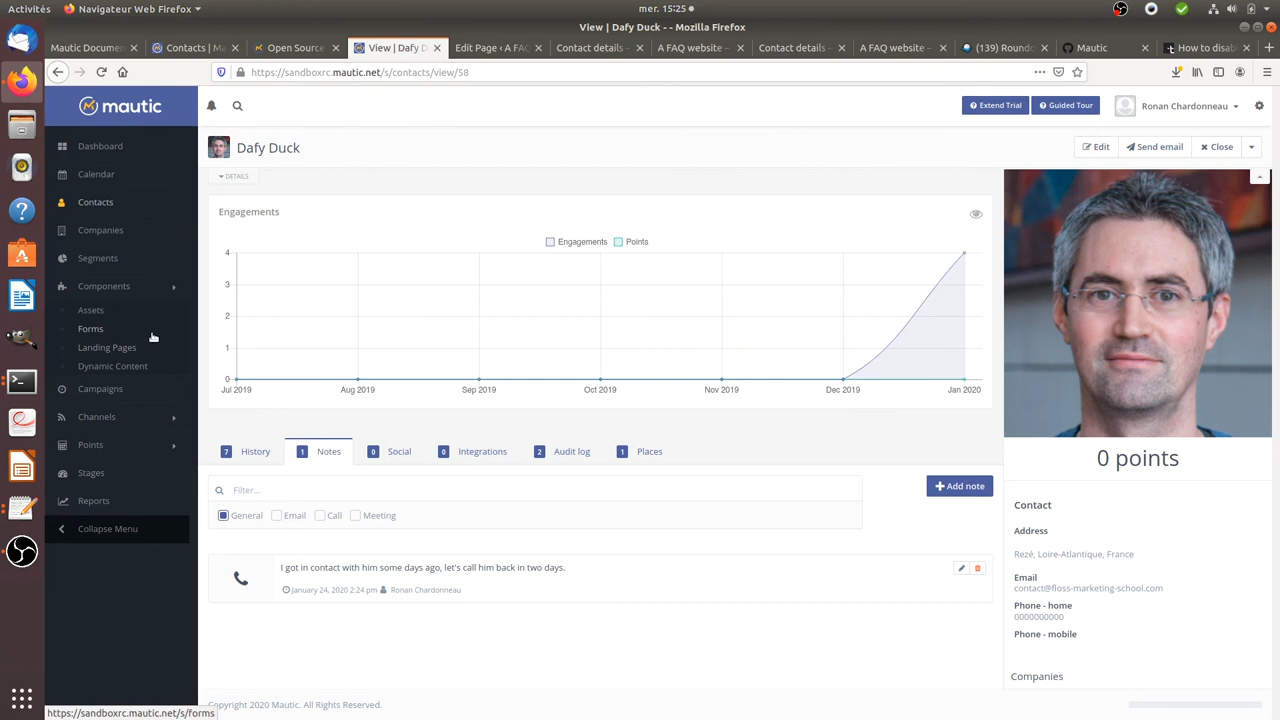 Activités
Firefox Web Browser
mer. 15:25
View | Dafy Duck - Mozilla Firefox
Mautic Documen
Contacts | Ma
Open Source
View | Dafy D
Edit Page ‹ A FA
Contact details –
A FAQ website –
Contact details –
A FAQ website –
(139) Roundc
Mautic
How to disab
https://sandboxrc.mautic.net/s/contacts/view/58
mautic
Extend Trial
Guided Tour
Ronan Chardonneau
Dashboard
Calendar
Contacts
Companies
Segments
Components
Assets
Forms
Landing Pages
Dynamic Content
Campaigns
Channels
Points
Stages
Reports
Collapse Menu
Dafy Duck
Edit
Send email
Close
DETAILS
Engagements
Engagements Points
4
3
2
1
0
Jul 2019 Aug 2019 Sep 2019 Oct 2019 Nov 2019 Dec 2019 Jan 2020
7 History
1 Notes
0 Social
0 Integrations
2 Audit log
1 Places
Filter...
Add note
General Email Call Meeting
I got in contact with him some days ago, let's call him back in two days.
January 24, 2020 2:24 pm Ronan Chardonneau
0 points
Contact
Address
Rezé, Loire-Atlantique, France
Email
contact@floss-marketing-school.com
Phone - home
0000000000
Phone - mobile
Companies
Copyright 2020 Mautic. All Rights Reserved.
https://sandboxrc.mautic.net/s/forms